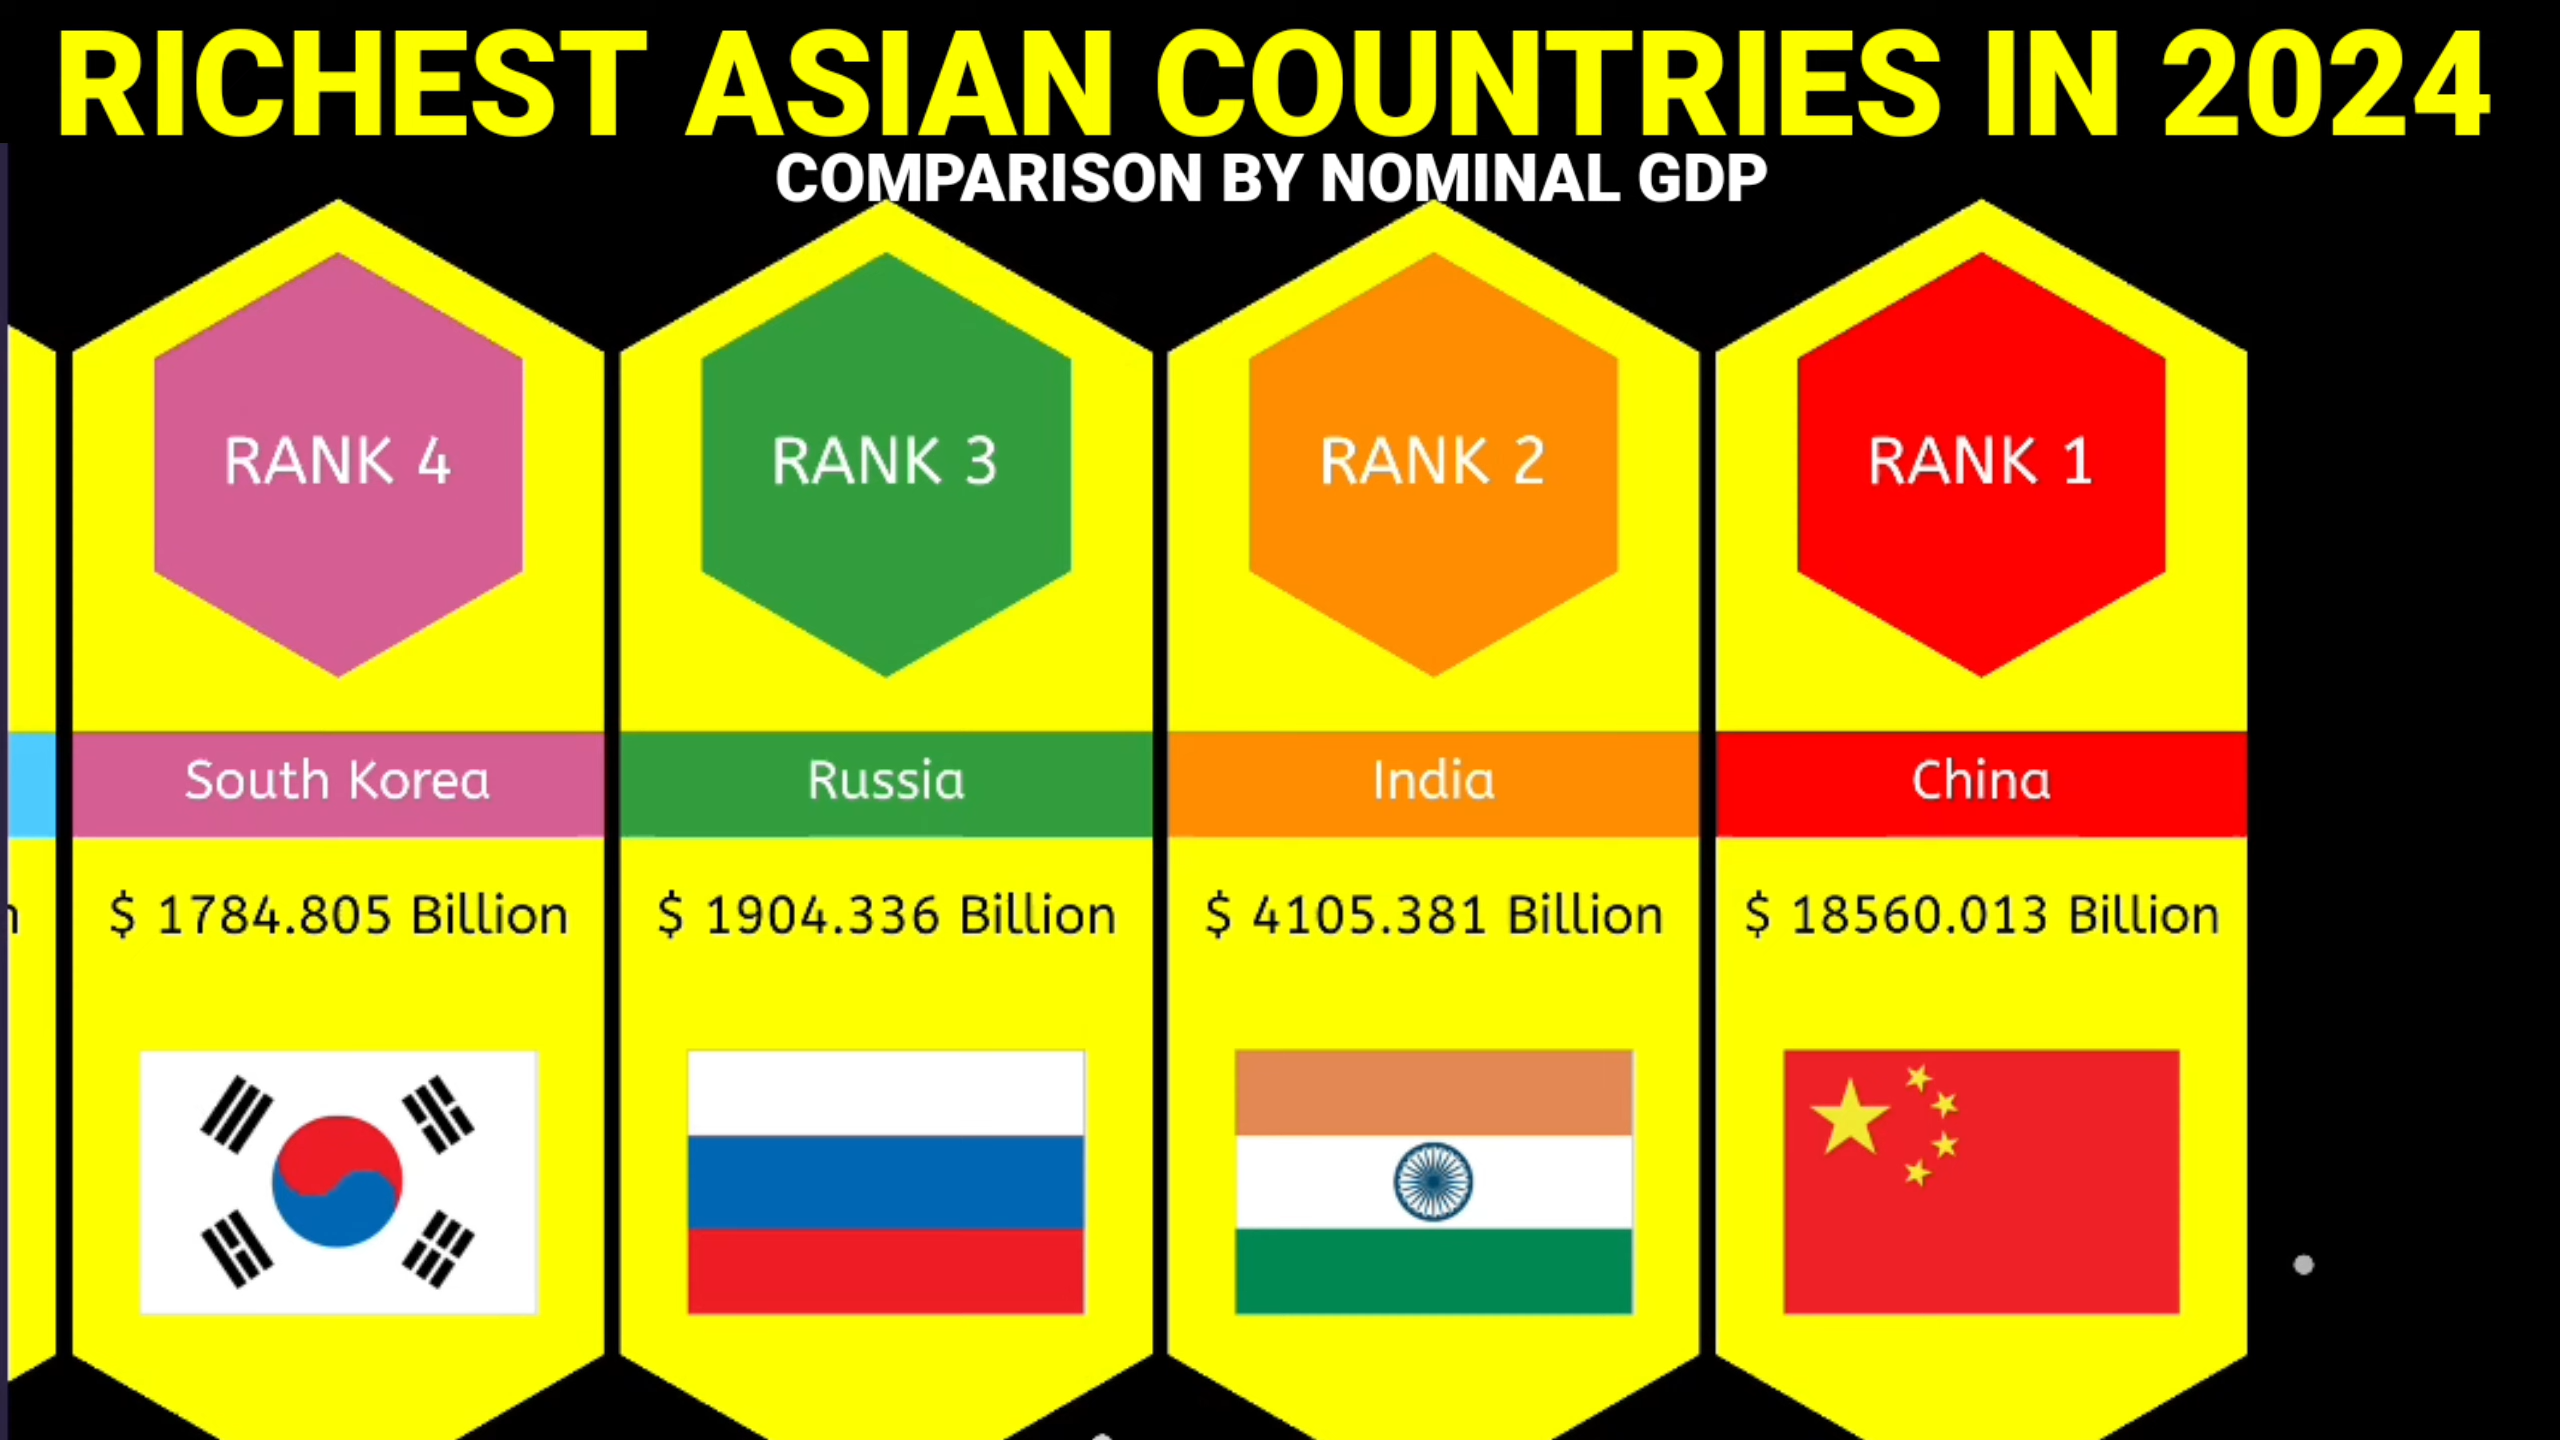 RICHEST ASIAN COUNTRIES IN 2024
COMPARISON BY NOMINAL GDP
RANK 4
South Korea
$ 1784.805 Billion
RANK 3
Russia
$ 1904.336 Billion
RANK 2
India
$ 4105.381 Billion
RANK 1
China
$ 18560.013 Billion